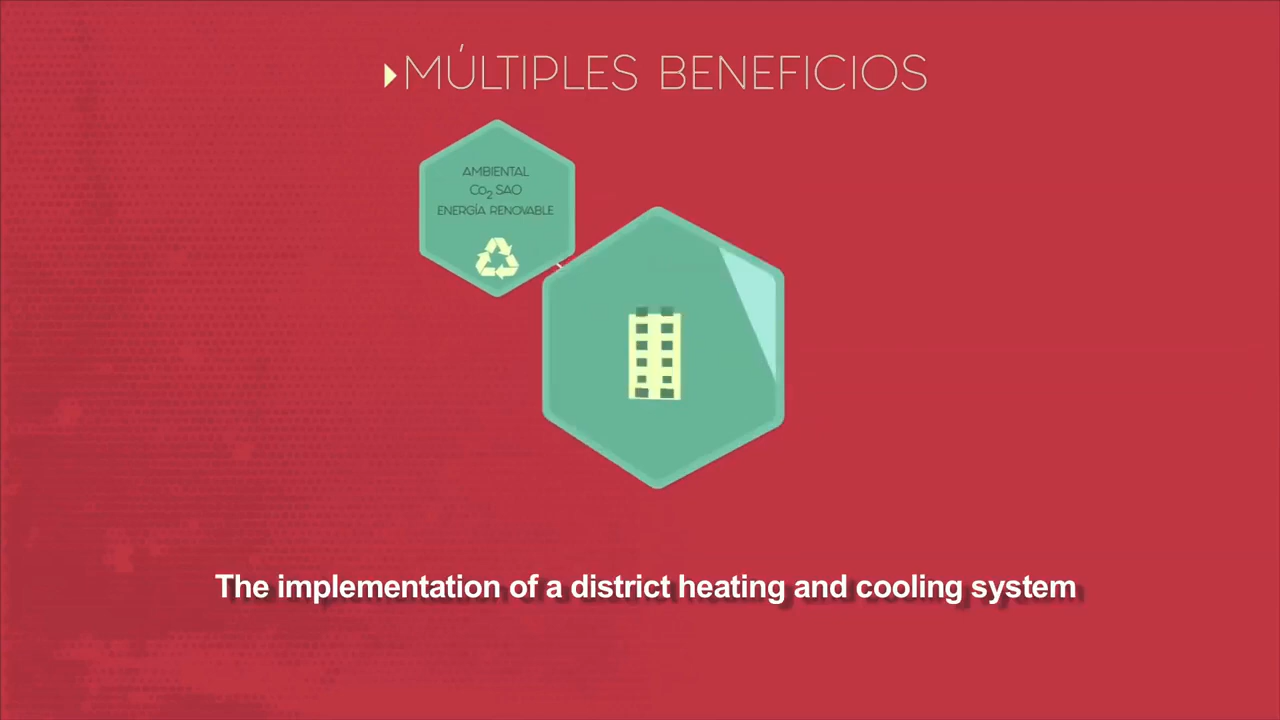 MÚLTIPLES BENEFICIOS
AMBIENTAL
Co₂ SAO
ENERGÍA RENOVABLE
The implementation of a district heating and cooling system